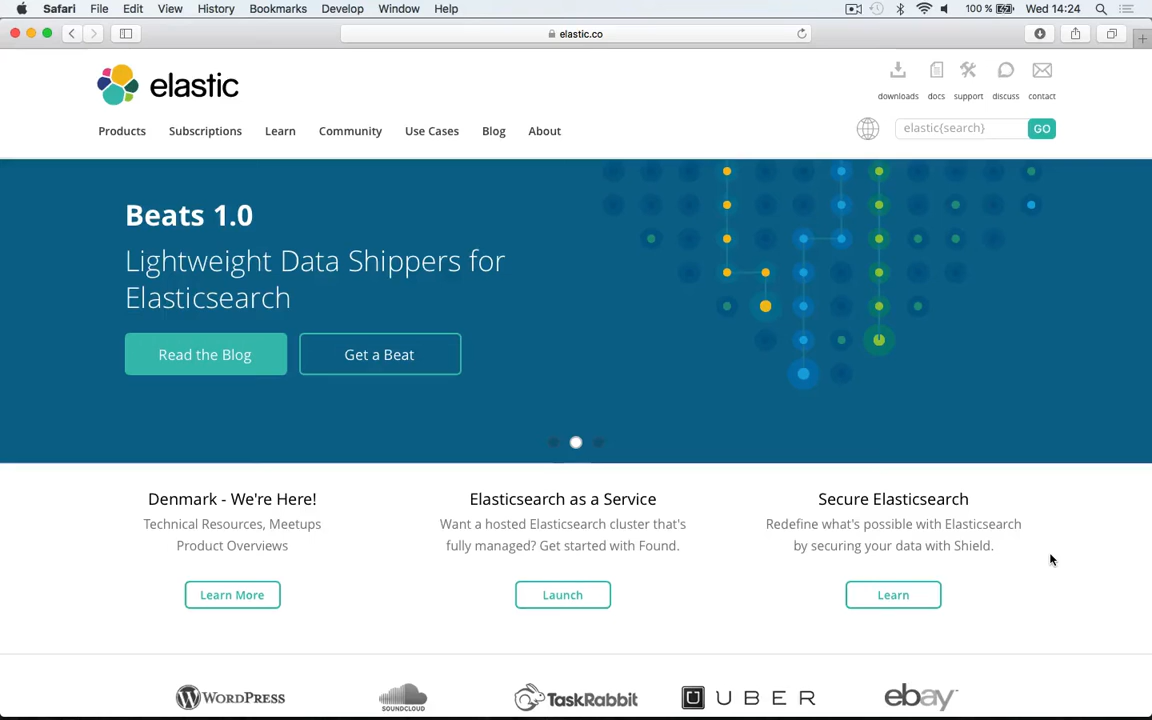 Safari File Edit View History Bookmarks Develop Window Help 100 % Wed 14:24
elastic.co
elastic
downloads docs support discuss contact
Products Subscriptions Learn Community Use Cases Blog About
elastic{search} GO
Beats 1.0
Lightweight Data Shippers for
Elasticsearch
Read the Blog Get a Beat
Denmark - We're Here!
Technical Resources, Meetups
Product Overviews
Learn More
Elasticsearch as a Service
Want a hosted Elasticsearch cluster that's
fully managed? Get started with Found.
Launch
Secure Elasticsearch
Redefine what's possible with Elasticsearch
by securing your data with Shield.
Learn
WORDPRESS SOUNDCLOUD TaskRabbit UBER ebay